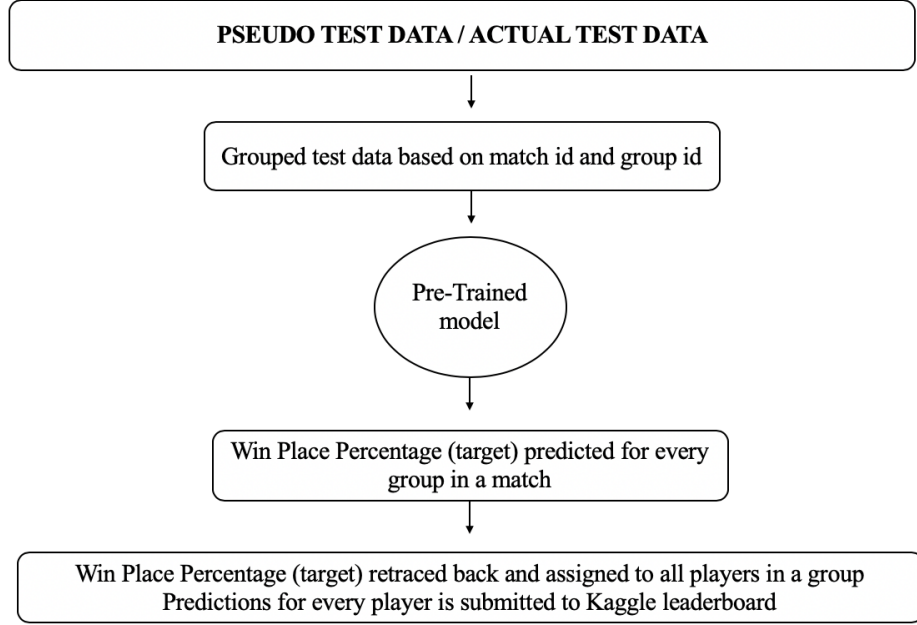 PSEUDO TEST DATA / ACTUAL TEST DATA
Grouped test data based on match id and group id
Pre-Trained
model
Win Place Percentage (target) predicted for every
group in a match
Win Place Percentage (target) retraced back and assigned to all players in a group
Predictions for every player is submitted to Kaggle leaderboard